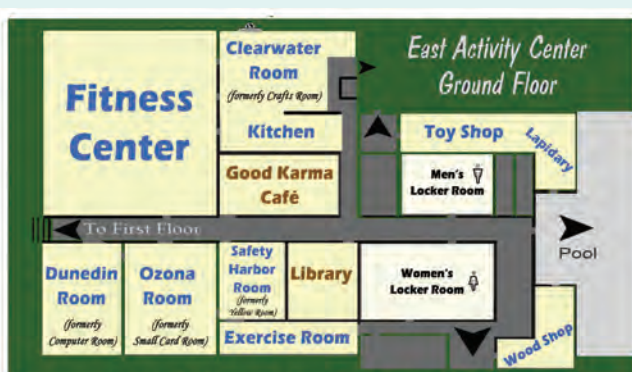 East Activity Center
Ground Floor
Fitness
Center
Clearwater
Room
(formerly Crafts Room)
Kitchen
Good Karma
Café
Toy Shop
Lapidary
Men's
Locker Room
To First Floor
Pool
Dunedin
Room
(formerly
Computer Room)
Ozona
Room
(formerly
Small Card Room)
Safety
Harbor
Room
(formerly
Yellow Room)
Library
Women's
Locker Room
Exercise Room
Wood Shop